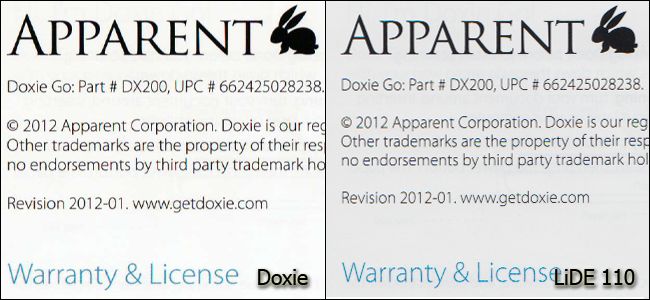 APPARENT
Doxie Go: Part # DX200, UPC # 662425028238.
© 2012 Apparent Corporation. Doxie is our reg
Other trademarks are the property of their resp
no endorsements by third party trademark ho
Revision 2012-01. www.getdoxie.com
Warranty & License
Doxie
APPARENT
Doxie Go: Part # DX200, UPC # 662425028238.
© 2012 Apparent Corporation. Doxie is our reg
Other trademarks are the property of their resp
no endorsements by third party trademark hol
Revision 2012-01. www.getdoxie.com
Warranty & License
LiDE 110